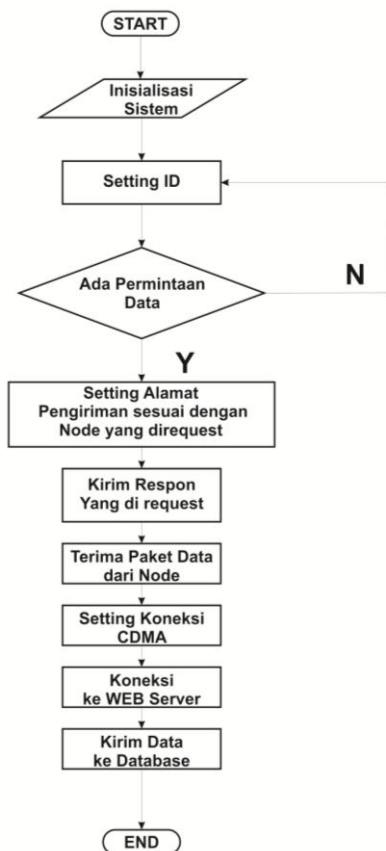 START
Inisialisasi
Sistem
Setting ID
Ada Permintaan
Data
N
Y
Setting Alamat
Pengiriman sesuai dengan
Node yang direquest
Kirim Respon
Yang di request
Terima Paket Data
dari Node
Setting Koneksi
CDMA
Koneksi
ke WEB Server
Kirim Data
ke Database
END